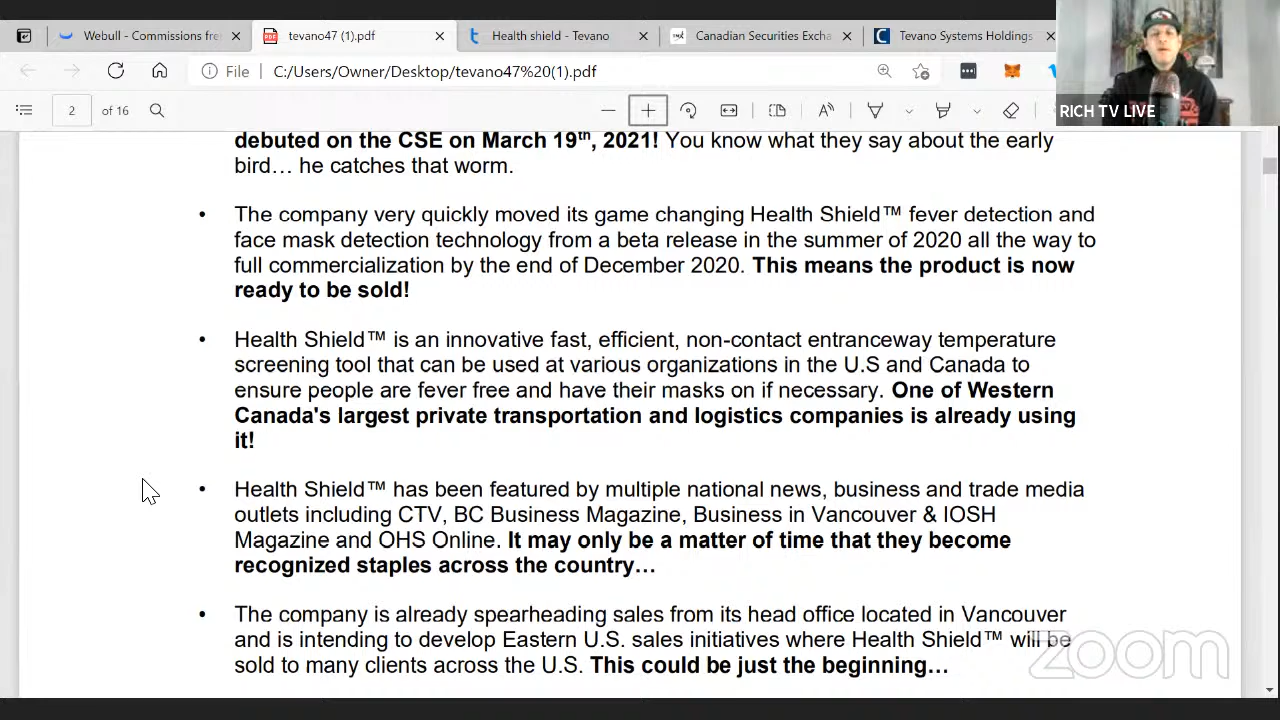 Webull - Commissions fre
tevano47 (1).pdf
Health shield - Tevano
Canadian Securities Excha
Tevano Systems Holdings
File
C:/Users/Owner/Desktop/tevano47%20(1).pdf
RICH TV LIVE
2
of 16
debuted on the CSE on March 19th, 2021! You know what they say about the early
bird… he catches that worm.
• The company very quickly moved its game changing Health Shield™ fever detection and
face mask detection technology from a beta release in the summer of 2020 all the way to
full commercialization by the end of December 2020. This means the product is now
ready to be sold!
• Health Shield™ is an innovative fast, efficient, non-contact entranceway temperature
screening tool that can be used at various organizations in the U.S and Canada to
ensure people are fever free and have their masks on if necessary. One of Western
Canada's largest private transportation and logistics companies is already using
it!
• Health Shield™ has been featured by multiple national news, business and trade media
outlets including CTV, BC Business Magazine, Business in Vancouver & IOSH
Magazine and OHS Online. It may only be a matter of time that they become
recognized staples across the country…
• The company is already spearheading sales from its head office located in Vancouver
and is intending to develop Eastern U.S. sales initiatives where Health Shield™ will be
sold to many clients across the U.S. This could be just the beginning…
zoom